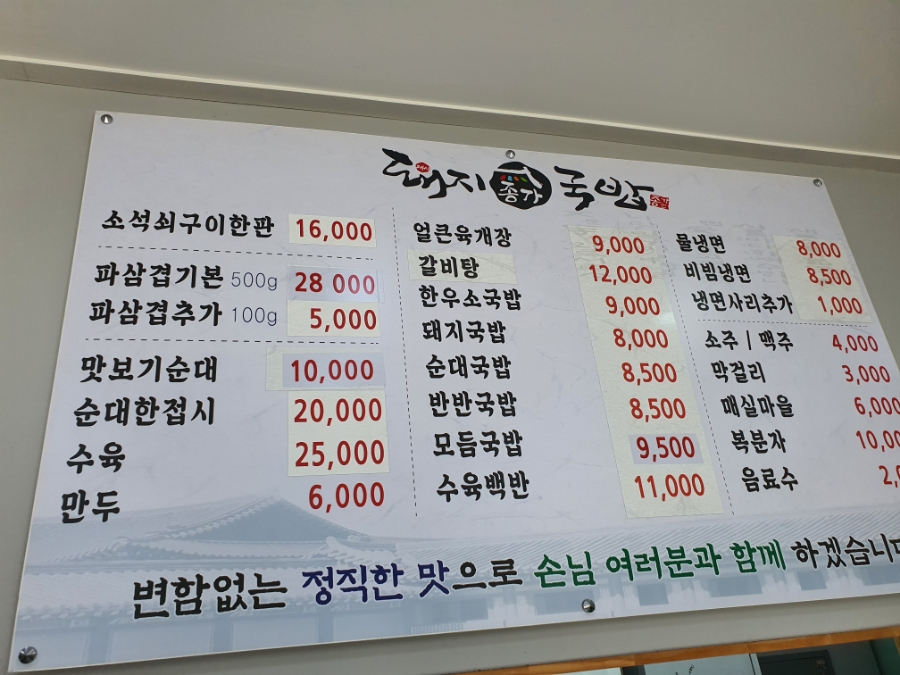 돼지 종가 국밥
소석쇠구이한판 16,000
파삼겹기본 500g 28 000
파삼겹추가 100g 5,000
맛보기순대 10,000
순대한접시 20,000
수육 25,000
만두 6,000
얼큰육개장 9,000
갈비탕 12,000
한우소국밥 9,000
돼지국밥 8,000
순대국밥 8,500
반반국밥 8,500
모듬국밥 9,500
수육백반 11,000
물냉면 8,000
비빔냉면 8,500
냉면사리추가 1,000
소주 / 맥주 4,000
막걸리 3,000
매실마을 6,000
복분자 10,00
음료수 2,
변함없는 정직한 맛으로 손님 여러분과 함께 하겠습니다